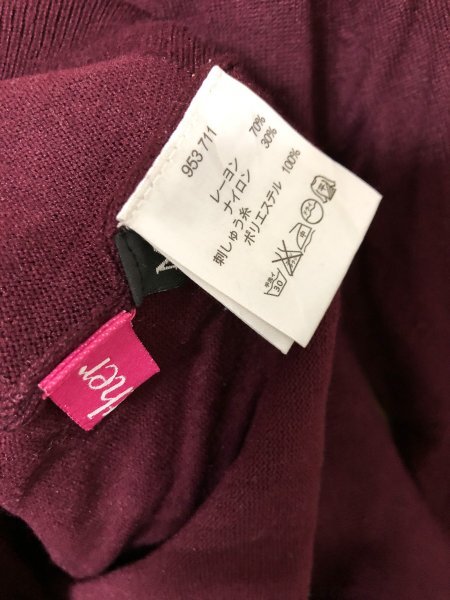 953 711
レーヨン 70%
ナイロン 30%
刺しゅう糸
ポリエステル 100%
30
her